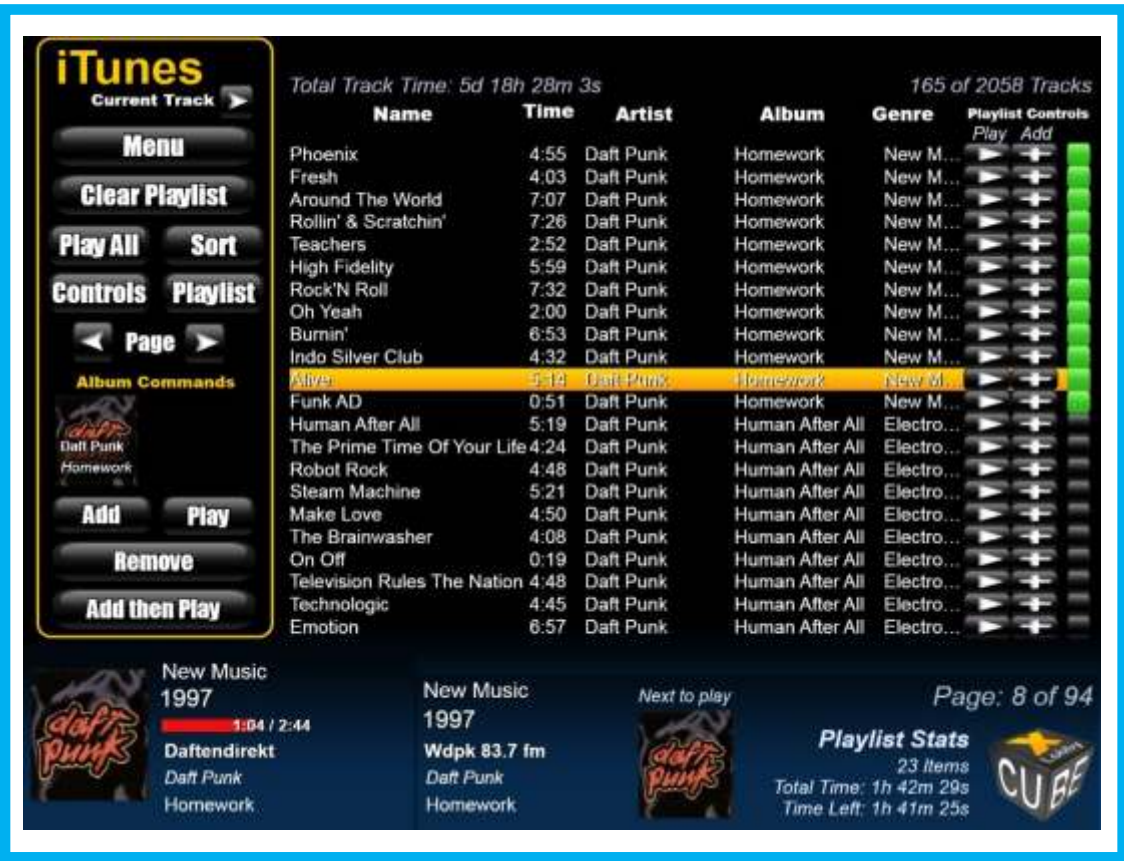 iTunes
Current Track
Menu
Clear Playlist
Play All Sort
Controls Playlist
Page
Album Commands
daft
Daft Punk
Homework
Add Play
Remove
Add then Play
Total Track Time: 5d 18h 28m 3s 165 of 2058 Tracks
Name Time Artist Album Genre Playlist Controls
Play Add
Phoenix 4:55 Daft Punk Homework New M...
Fresh 4:03 Daft Punk Homework New M...
Around The World 7:07 Daft Punk Homework New M...
Rollin' & Scratchin' 7:26 Daft Punk Homework New M...
Teachers 2:52 Daft Punk Homework New M...
High Fidelity 5:59 Daft Punk Homework New M...
Rock'N Roll 7:32 Daft Punk Homework New M...
Oh Yeah 2:00 Daft Punk Homework New M...
Burnin' 6:53 Daft Punk Homework New M...
Indo Silver Club 4:32 Daft Punk Homework New M...
Alive 5:14 Daft Punk Homework New M...
Funk AD 0:51 Daft Punk Homework New M...
Human After All 5:19 Daft Punk Human After All Electro...
The Prime Time Of Your Life 4:24 Daft Punk Human After All Electro...
Robot Rock 4:48 Daft Punk Human After All Electro...
Steam Machine 5:21 Daft Punk Human After All Electro...
Make Love 4:50 Daft Punk Human After All Electro...
The Brainwasher 4:08 Daft Punk Human After All Electro...
On Off 0:19 Daft Punk Human After All Electro...
Television Rules The Nation 4:48 Daft Punk Human After All Electro...
Technologic 4:45 Daft Punk Human After All Electro...
Emotion 6:57 Daft Punk Human After All Electro...
daft
punk
New Music
1997
1:04 / 2:44
Daftendirekt
Daft Punk
Homework
New Music
1997
Wdpk 83.7 fm
Daft Punk
Homework
Next to play
daft
punk
Page: 8 of 94
Playlist Stats
23 Items
Total Time: 1h 42m 29s
Time Left: 1h 41m 25s
CUBE